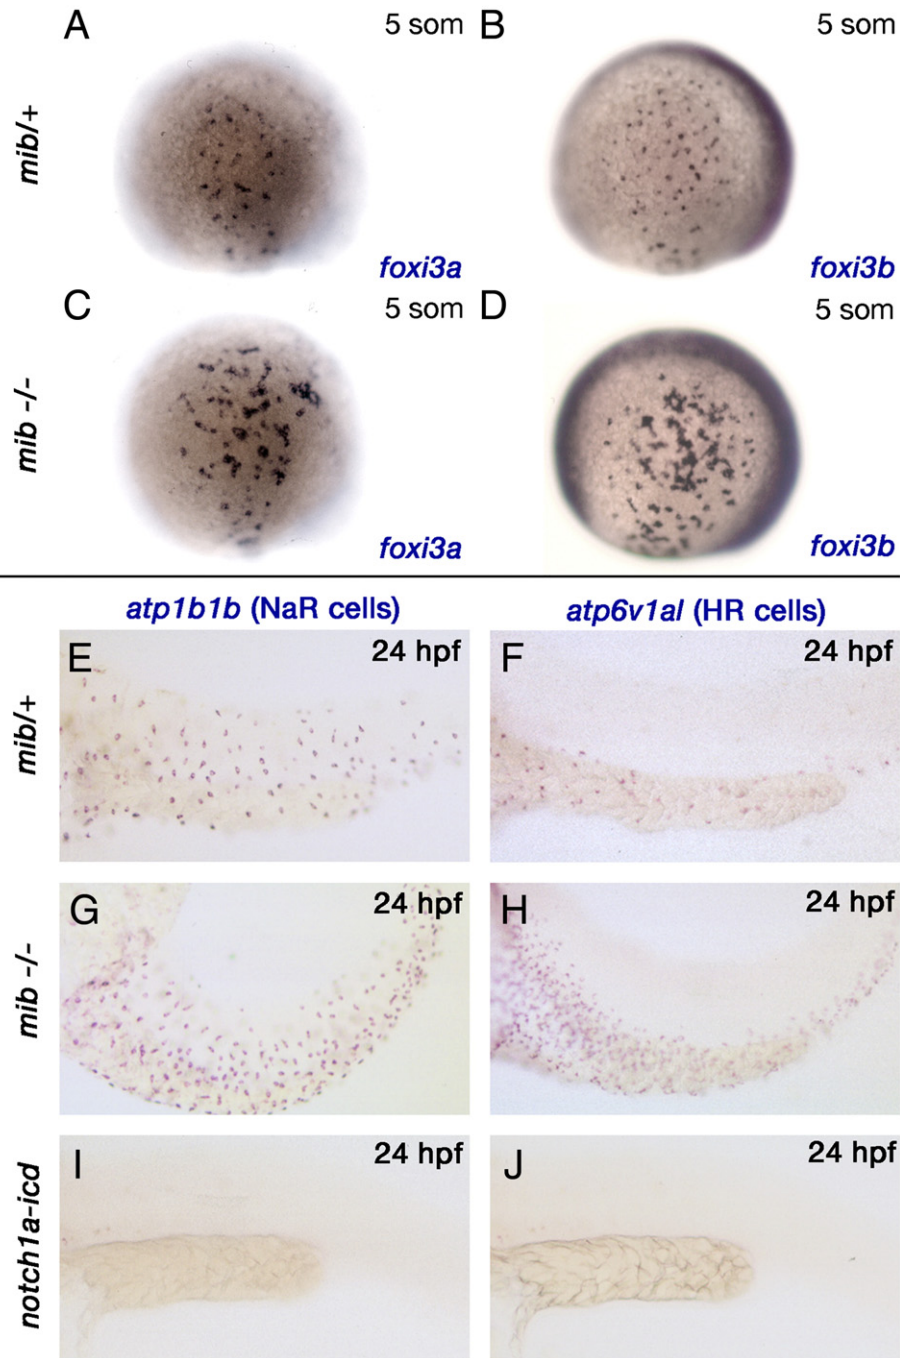 A 5 som
B 5 som
mib/+
foxi3a
foxi3b
C 5 som
D 5 som
mib -/-
foxi3a
foxi3b
atp1b1b (NaR cells)
atp6v1al (HR cells)
E 24 hpf
F 24 hpf
mib/+
G 24 hpf
H 24 hpf
mib -/-
I 24 hpf
J 24 hpf
notch1a-icd